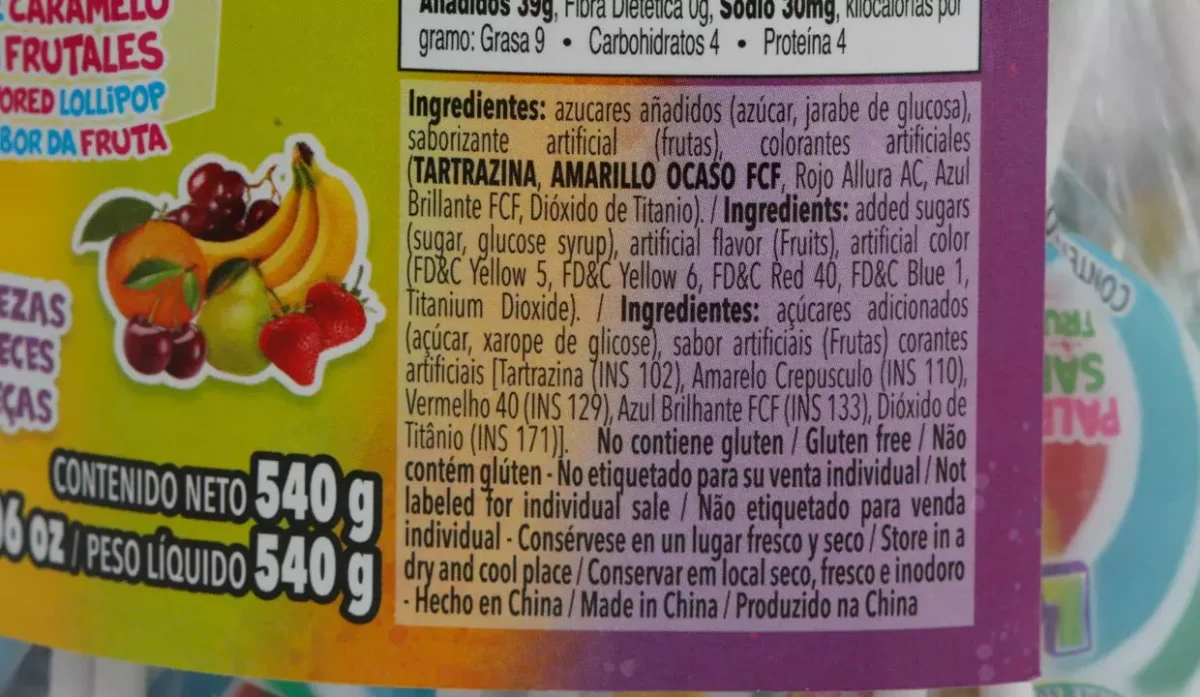 CARAMELO
FRUTALES
ORED LOLLIPOP
BOR DA FRUTA
EZAS
ECES
ÇAS
CONTENIDO NETO 540 g
oz / PESO LÍQUIDO 540 g
Añadidos 39g, Fibra Dietética 0g, Sodio 30mg, kilocalorías por
gramo: Grasa 9 • Carbohidratos 4 • Proteína 4
Ingredientes: azucares añadidos (azúcar, jarabe de glucosa),
saborizante artificial (frutas), colorantes artificiales
(TARTRAZINA, AMARILLO OCASO FCF, Rojo Allura AC, Azul
Brillante FCF, Dióxido de Titanio). / Ingredients: added sugars
(sugar, glucose syrup), artificial flavor (Fruits), artificial color
(FD&C Yellow 5, FD&C Yellow 6, FD&C Red 40, FD&C Blue 1,
Titanium Dioxide). / Ingredientes: açúcares adicionados
(açúcar, xarope de glicose), sabor artificiais (Frutas) corantes
artificiais [Tartrazina (INS 102), Amarelo Crepusculo (INS 110),
Vermelho 40 (INS 129), Azul Brilhante FCF (INS 133), Dióxido de
Titânio (INS 171)]. No contiene gluten / Gluten free / Não
contém glúten - No etiquetado para su venta individual / Not
labeled for individual sale / Não etiquetado para venda
individual - Consérvese en un lugar fresco y seco / Store in a
dry and cool place / Conservar em local seco, fresco e inodoro
- Hecho en China / Made in China / Produzido na China
CONTE
TRU
SAB
PALE